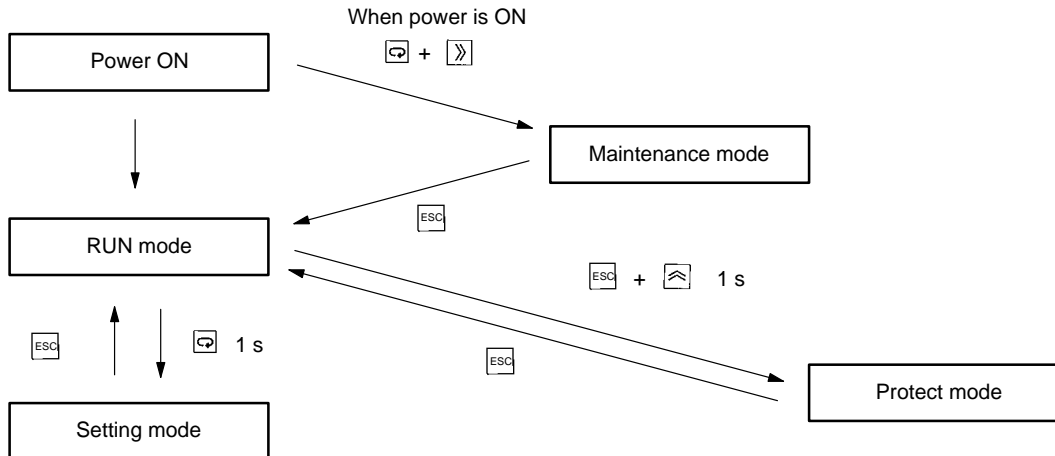 When power is ON
Power ON
+
Maintenance mode
ESC
RUN mode
ESC + 1 s
ESC
1 s
ESC
Protect mode
Setting mode